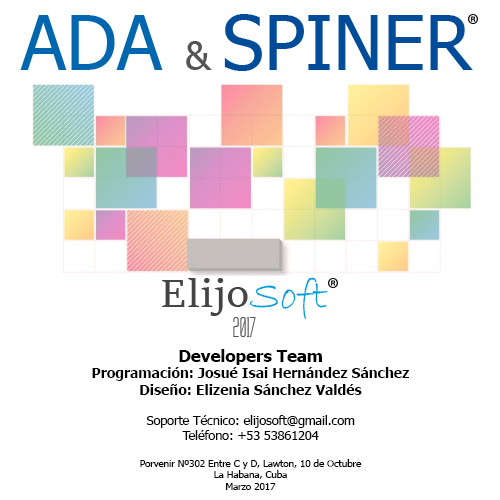 ADA & SPINER®
ElijoSoft®
2017
Developers Team
Programación: Josué Isai Hernández Sánchez
Diseño: Elizenia Sánchez Valdés
Soporte Técnico: elijosoft@gmail.com
Teléfono: +53 53861204
Porvenir Nº302 Entre C y D, Lawton, 10 de Octubre
La Habana, Cuba
Marzo 2017